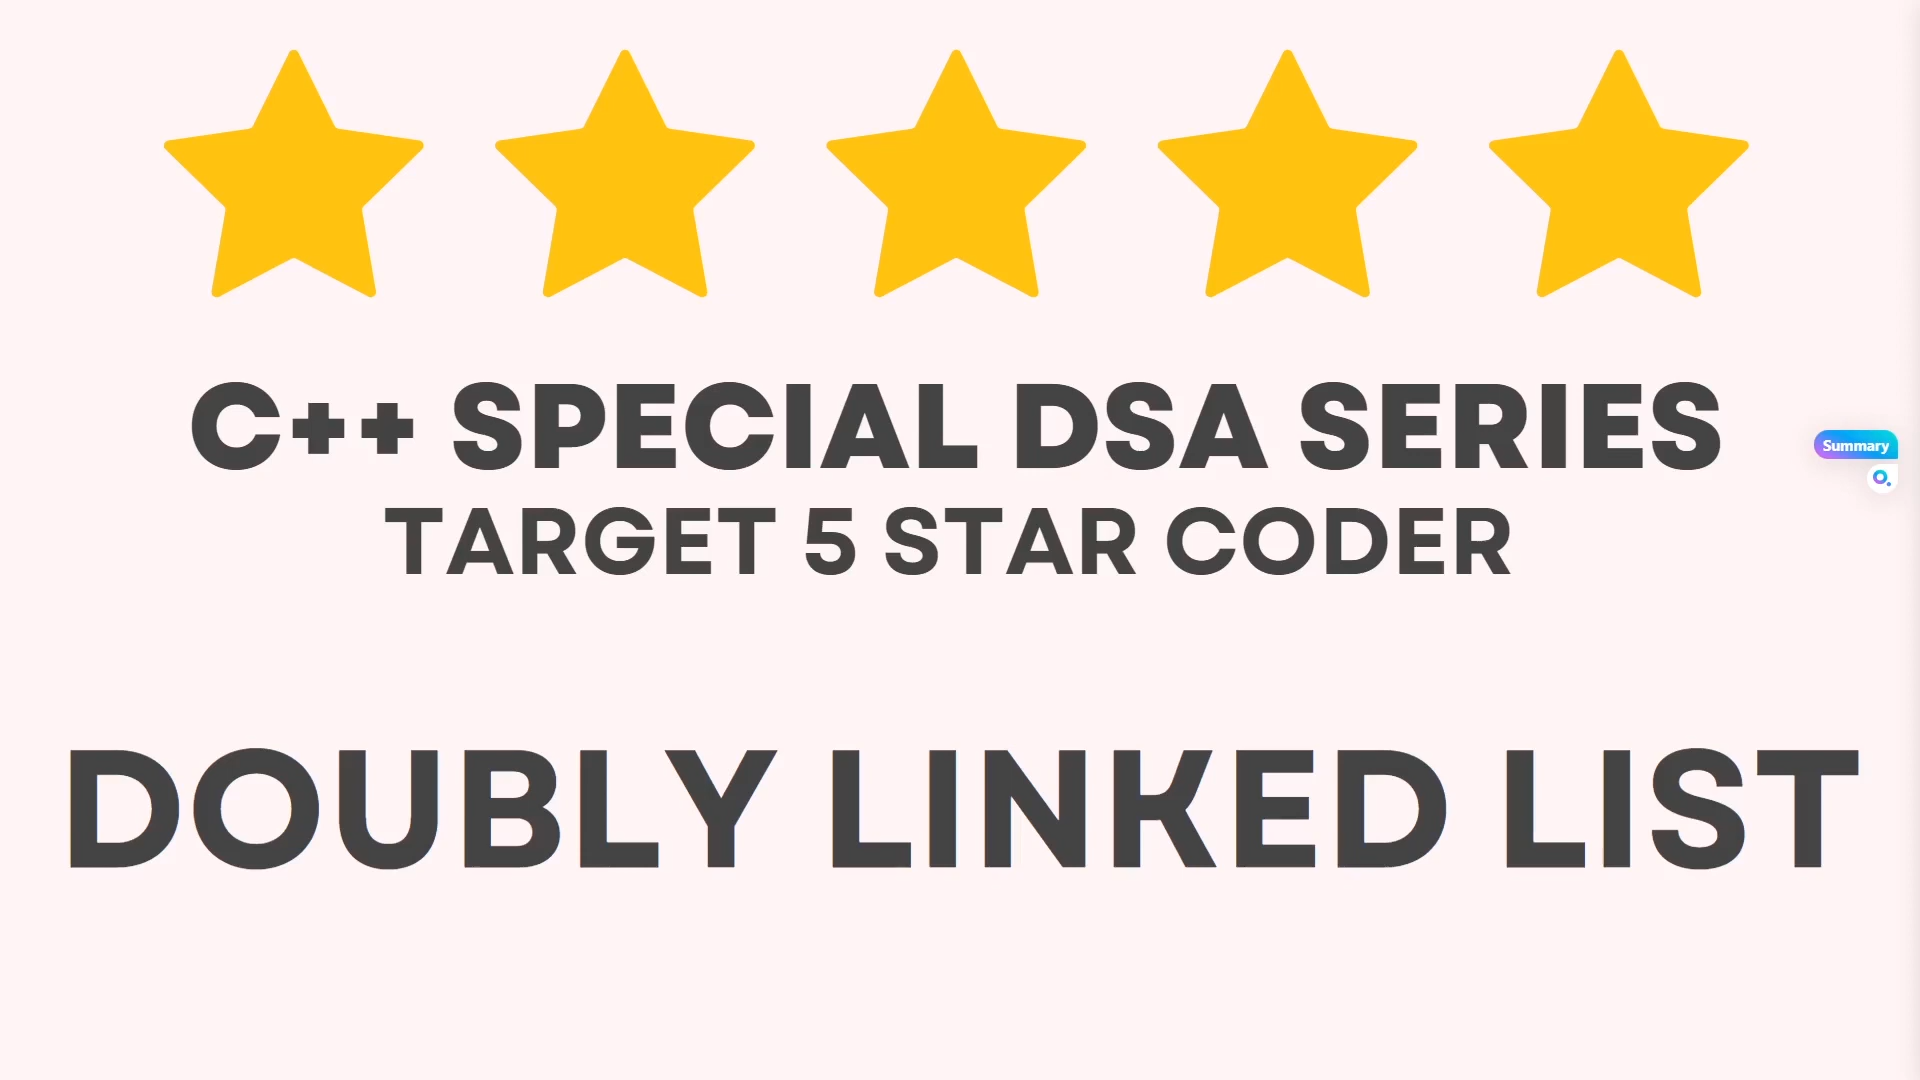 C++ SPECIAL DSA SERIES
TARGET 5 STAR CODER
Summary
DOUBLY LINKED LIST